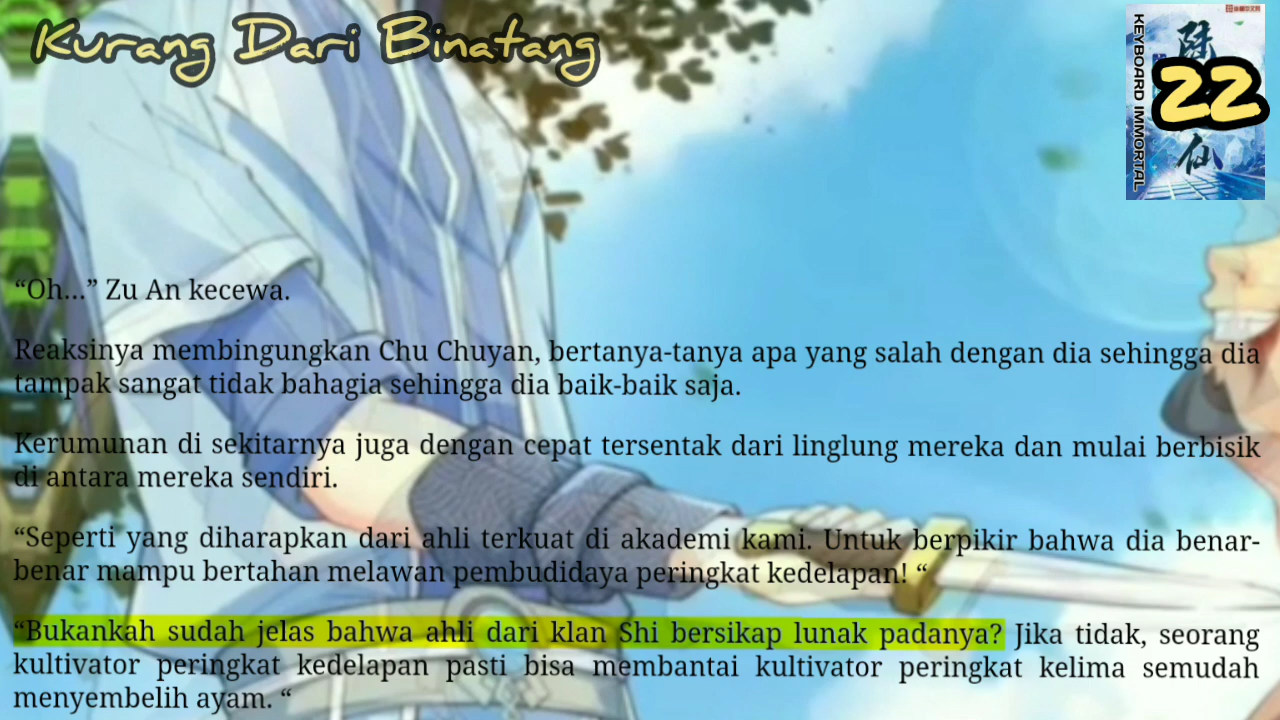 Kurang Dari Binatang
KEYBOARD IMMORTAL
陸
22
仙
“Oh…” Zu An kecewa.
Reaksinya membingungkan Chu Chuyan, bertanya-tanya apa yang salah dengan dia sehingga dia
tampak sangat tidak bahagia sehingga dia baik-baik saja.
Kerumunan di sekitarnya juga dengan cepat tersentak dari linglung mereka dan mulai berbisik
di antara mereka sendiri.
“Seperti yang diharapkan dari ahli terkuat di akademi kami. Untuk berpikir bahwa dia benar-
benar mampu bertahan melawan pembudidaya peringkat kedelapan! “
“Bukankah sudah jelas bahwa ahli dari klan Shi bersikap lunak padanya? Jika tidak, seorang
kultivator peringkat kedelapan pasti bisa membantai kultivator peringkat kelima semudah
menyembelih ayam. “